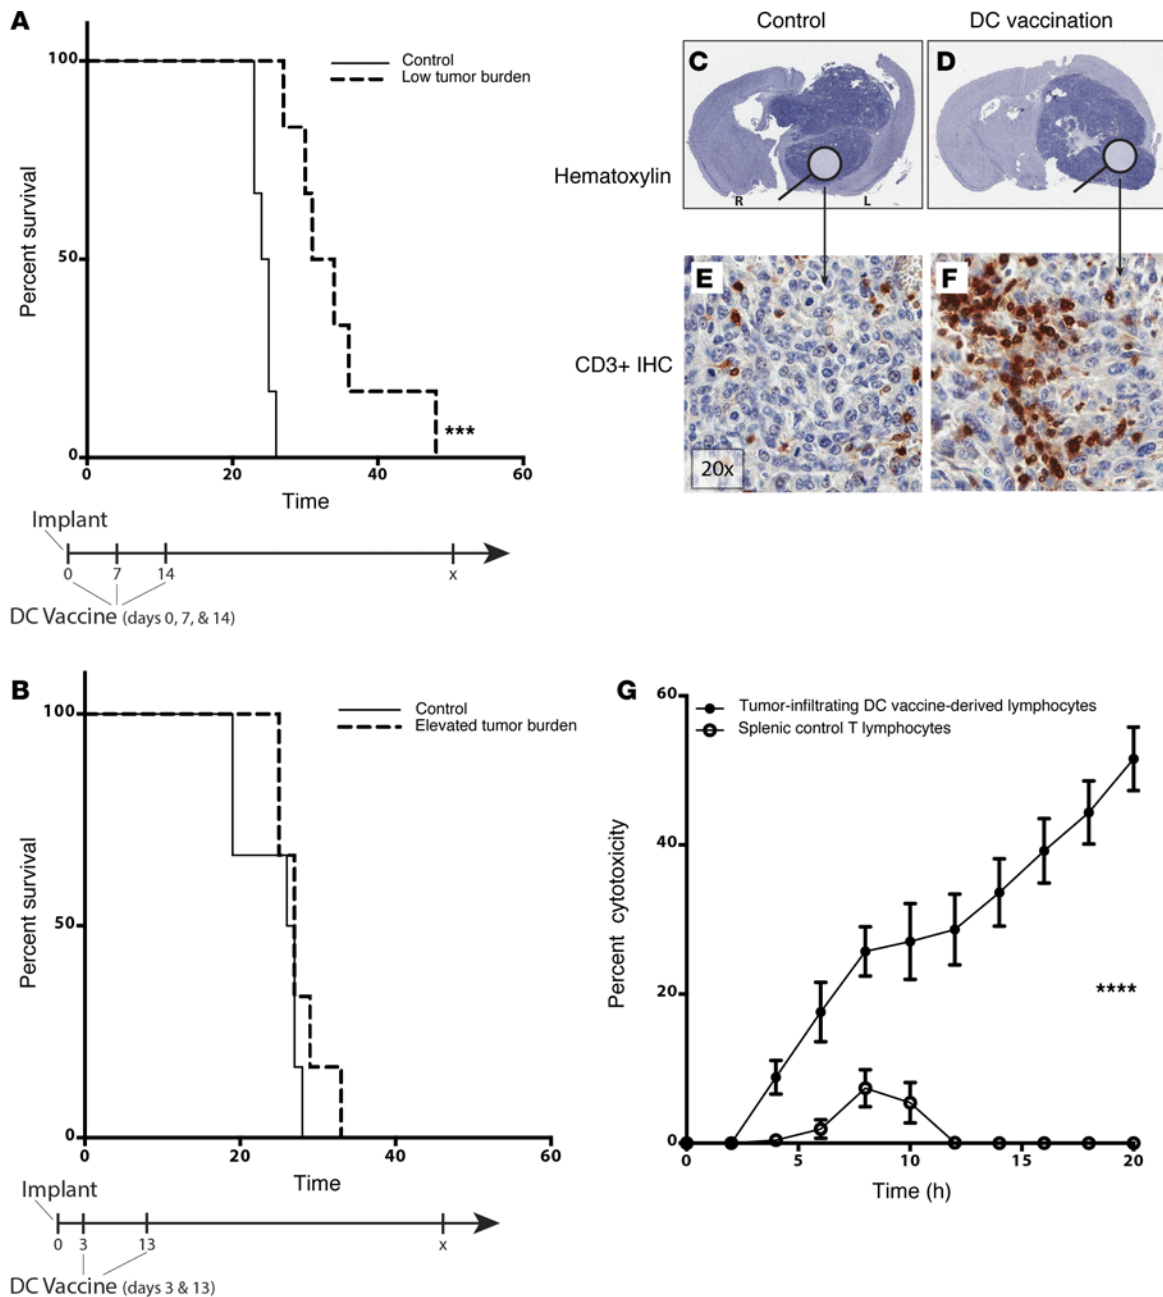 A
Percent survival
100
50
0
0 20 40 60
Time
Control
Low tumor burden
***
Implant
0 7 14 x
DC Vaccine (days 0, 7, & 14)
B
Percent survival
100
50
0
0 20 40 60
Time
Control
Elevated tumor burden
Implant
0 3 13 x
DC Vaccine (days 3 & 13)
Control DC vaccination
Hematoxylin
C D
R L
CD3+ IHC
E F
20x
G
Percent cytotoxicity
60
40
20
0
0 5 10 15 20
Time (h)
Tumor-infiltrating DC vaccine-derived lymphocytes
Splenic control T lymphocytes
****